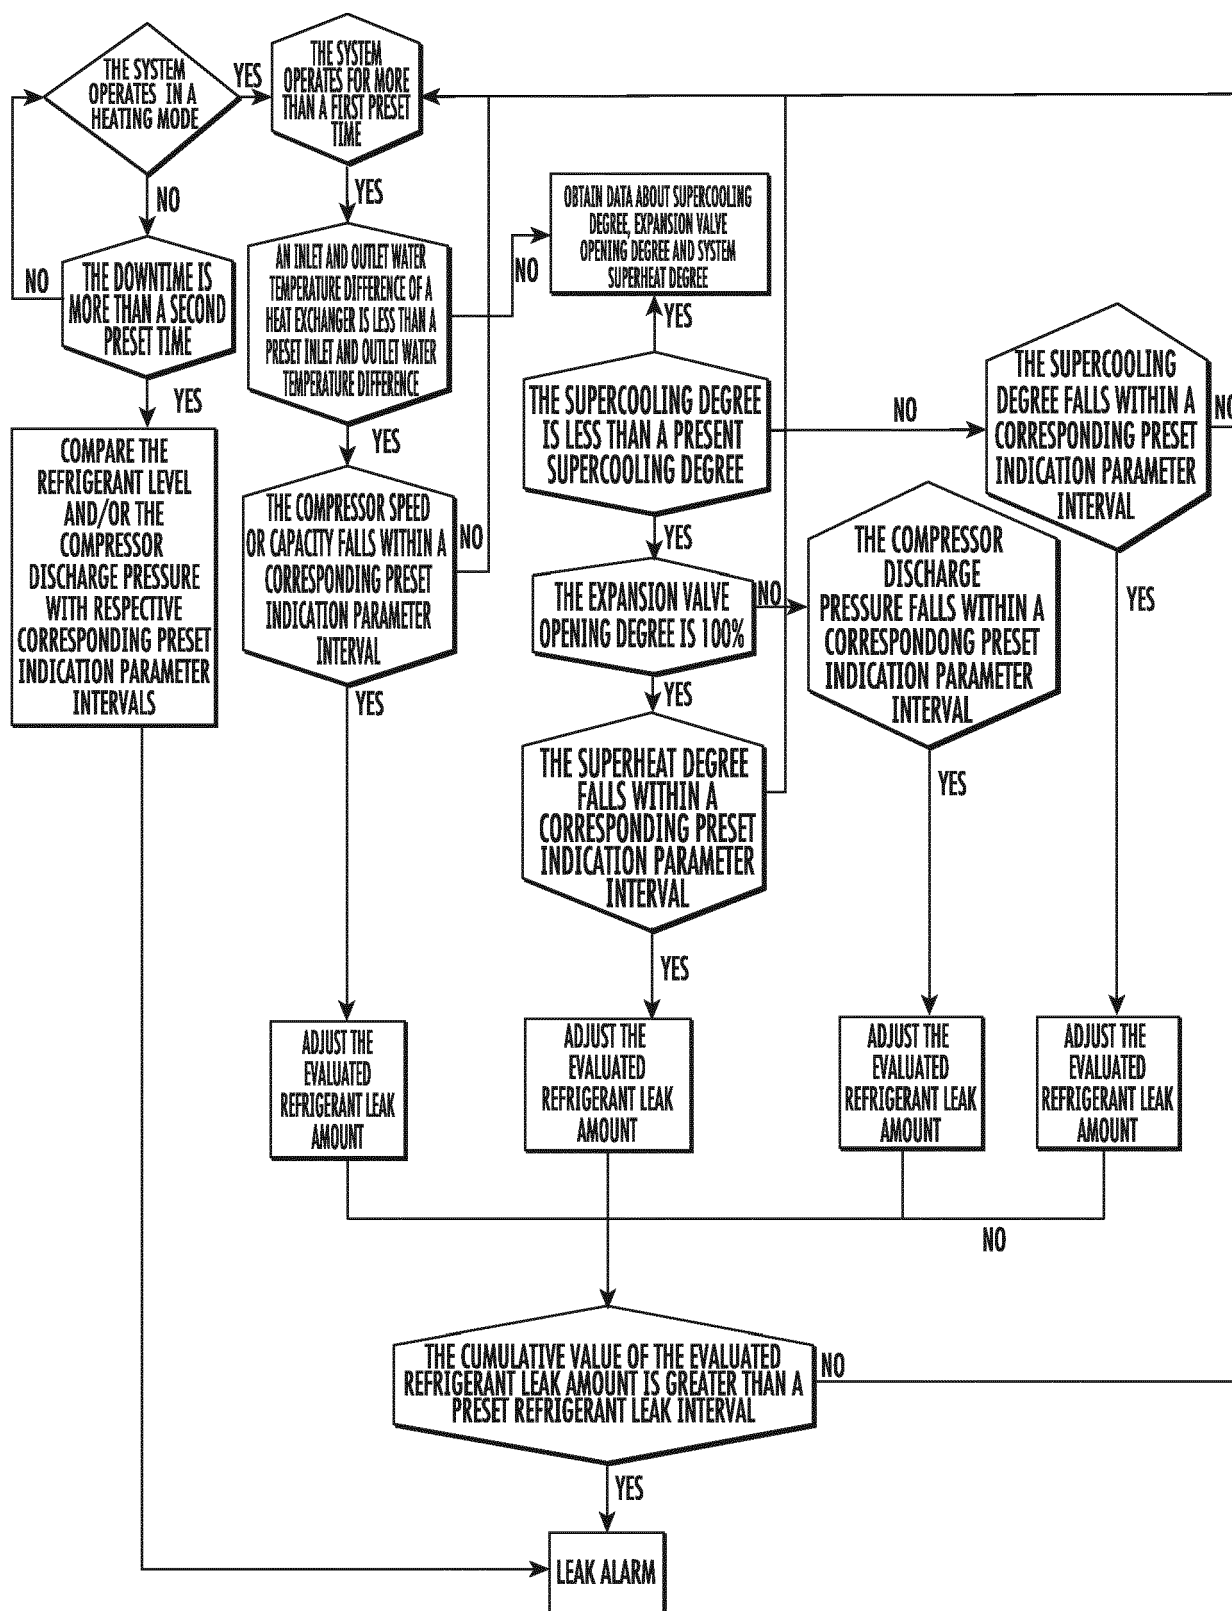 THE SYSTEM
OPERATES IN A
HEATING MODE
YES
THE SYSTEM
OPERATES FOR MORE
THAN A FIRST PRESET
TIME
NO
YES
NO
THE DOWNTIME IS
MORE THAN A SECOND
PRESET TIME
YES
COMPARE THE
REFRIGERANT LEVEL
AND/OR THE
COMPRESSOR
DISCHARGE PRESSURE
WITH RESPECTIVE
CORRESPONDING PRESET
INDICATION PARAMETER
INTERVALS
AN INLET AND OUTLET WATER
TEMPERATURE DIFFERENCE OF A
HEAT EXCHANGER IS LESS THAN A
PRESET INLET AND OUTLET WATER
TEMPERATURE DIFFERENCE
NO
YES
THE COMPRESSOR SPEED
OR CAPACITY FALLS WITHIN A
CORRESPONDING PRESET
INDICATION PARAMETER
INTERVAL
NO
YES
OBTAIN DATA ABOUT SUPERCOOLING
DEGREE, EXPANSION VALVE
OPENING DEGREE AND SYSTEM
SUPERHEAT DEGREE
YES
THE SUPERCOOLING DEGREE
IS LESS THAN A PRESENT
SUPERCOOLING DEGREE
NO
YES
THE EXPANSION VALVE
OPENING DEGREE IS 100%
NO
YES
THE SUPERHEAT DEGREE
FALLS WITHIN A
CORRESPONDING PRESET
INDICATION PARAMETER
INTERVAL
YES
THE COMPRESSOR
DISCHARGE
PRESSURE FALLS WITHIN A
CORRESPONDONG PRESET
INDICATION PARAMETER
INTERVAL
YES
THE SUPERCOOLING
DEGREE FALLS WITHIN A
CORRESPONDING PRESET
INDICATION PARAMETER
INTERVAL
NO
YES
ADJUST THE
EVALUATED
REFRIGERANT LEAK
AMOUNT
ADJUST THE
EVALUATED
REFRIGERANT LEAK
AMOUNT
ADJUST THE
EVALUATED
REFRIGERANT LEAK
AMOUNT
ADJUST THE
EVALUATED
REFRIGERANT LEAK
AMOUNT
NO
THE CUMULATIVE VALUE OF THE EVALUATED
REFRIGERANT LEAK AMOUNT IS GREATER THAN A
PRESET REFRIGERANT LEAK INTERVAL
NO
YES
LEAK ALARM